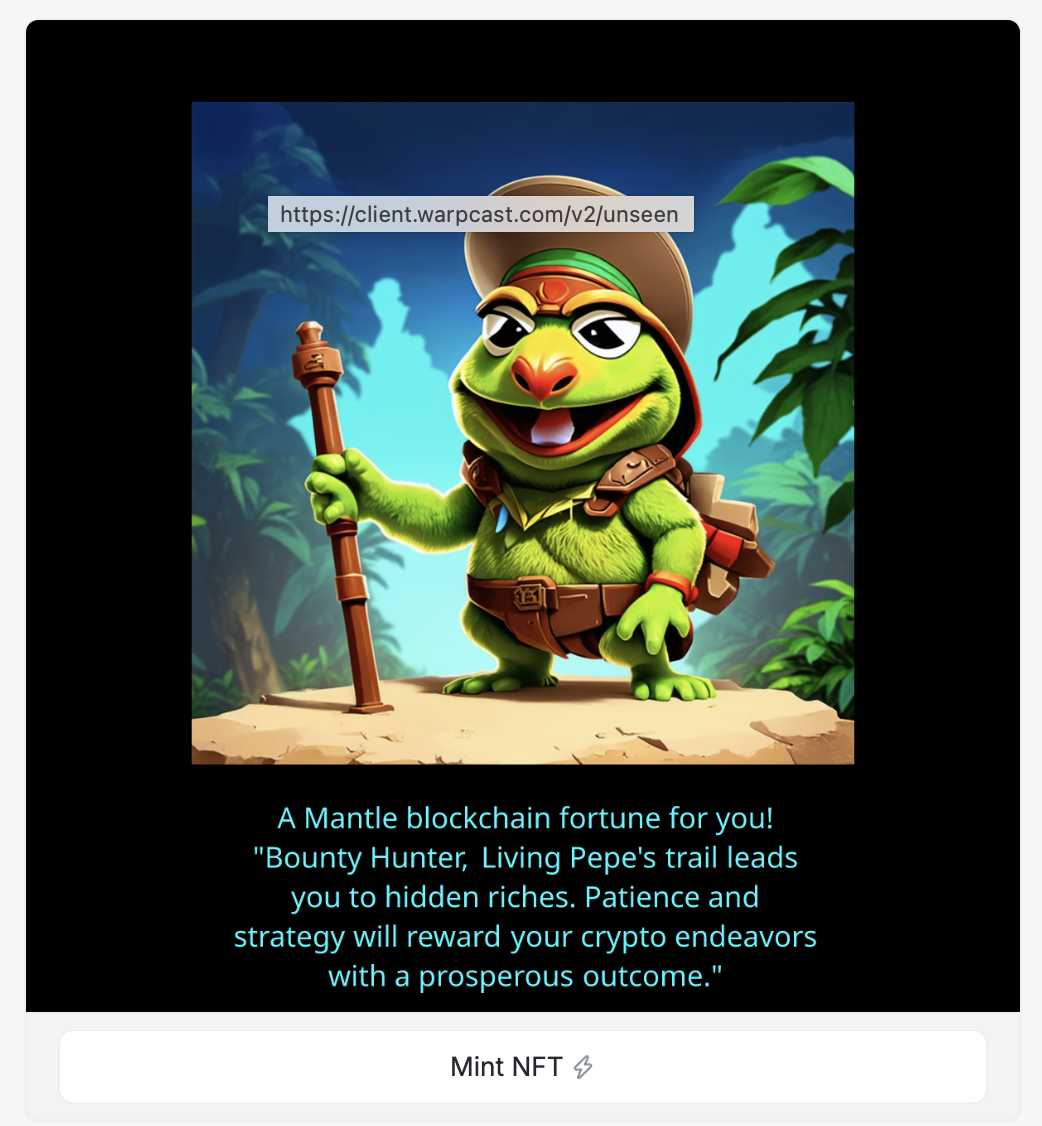 https://client.warpcast.com/v2/unseen
A Mantle blockchain fortune for you!
"Bounty Hunter, Living Pepe's trail leads
you to hidden riches. Patience and
strategy will reward your crypto endeavors
with a prosperous outcome."
Mint NFT